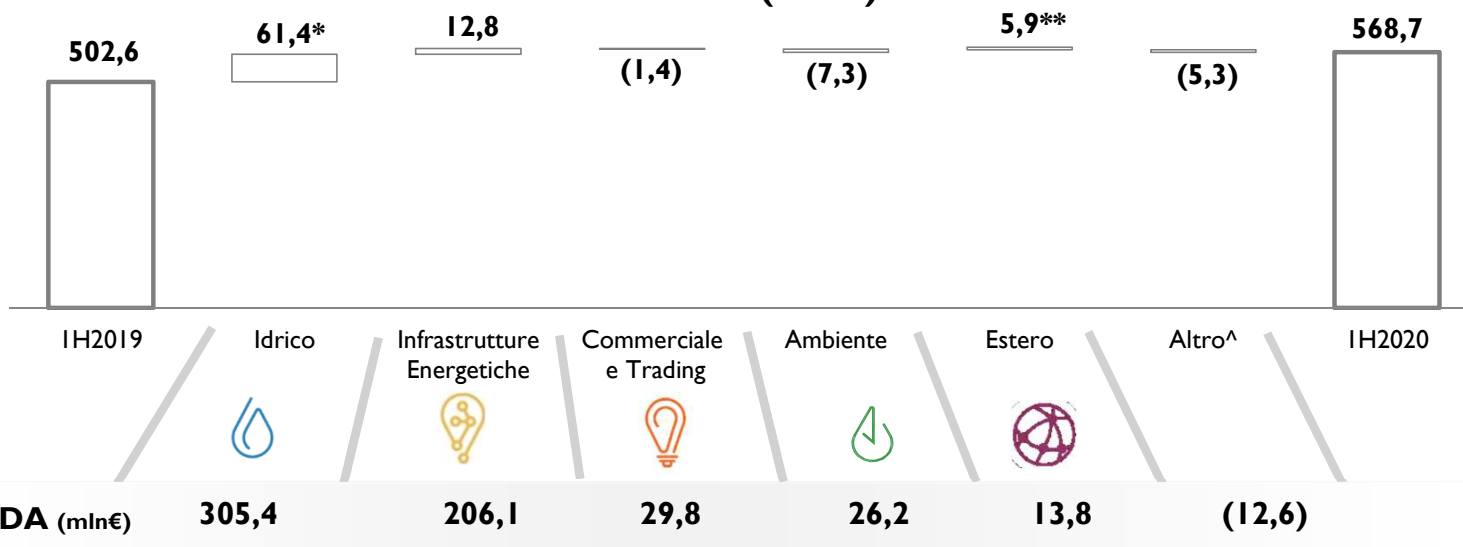 502,6
61,4*
12,8
(1,4)
(7,3)
5,9**
(5,3)
568,7
1H2019
Idrico
Infrastrutture
Energetiche
Commerciale
e Trading
Ambiente
Estero
Altro^
1H2020
DA (mln€)
305,4
206,1
29,8
26,2
13,8
(12,6)